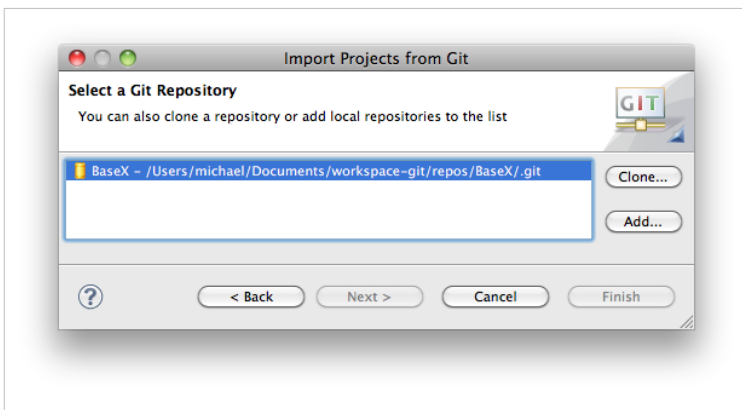 Import Projects from Git
Select a Git Repository
You can also clone a repository or add local repositories to the list
GIT
BaseX – /Users/michael/Documents/workspace-git/repos/BaseX/.git
Clone...
Add...
?
< Back
Next >
Cancel
Finish